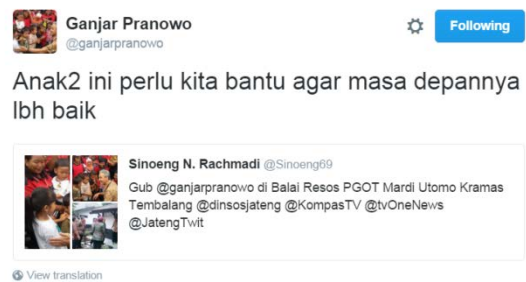 Ganjar Pranowo
@ganjarpranowo
Following
Anak2 ini perlu kita bantu agar masa depannya
lbh baik
Sinoeng N. Rachmadi @Sinoeng69
Gub @ganjarpranowo di Balai Resos PGOT Mardi Utomo Kramas
Tembalang @dinsosjateng @KompasTV @tvOneNews
@JatengTwit
View translation